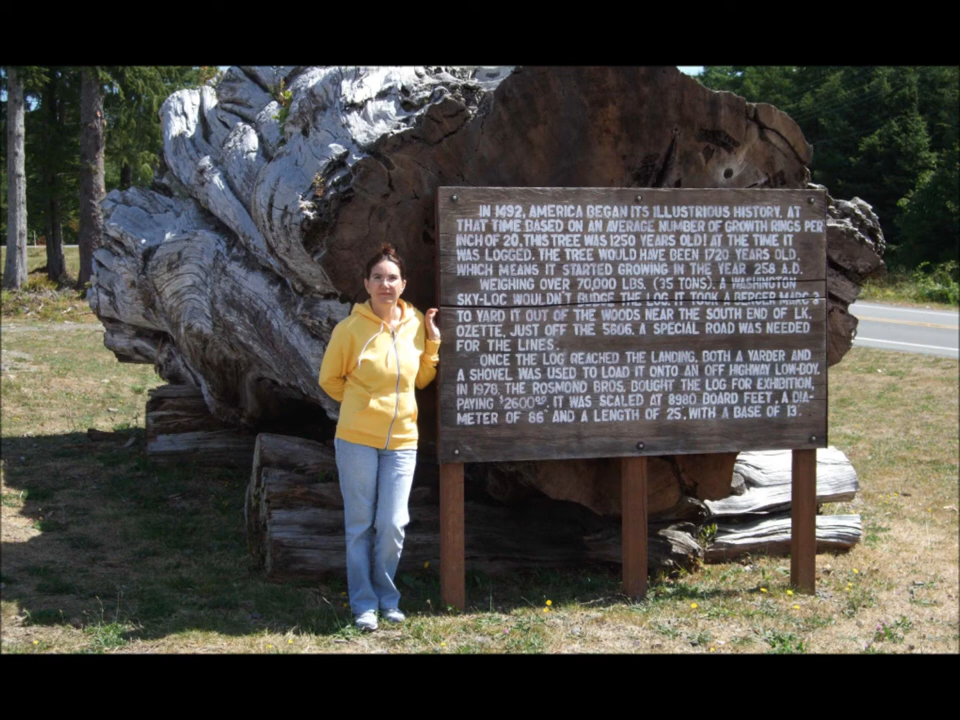 IN 1492, AMERICA BEGAN ITS ILLUSTRIOUS HISTORY. AT
THAT TIME BASED ON AN AVERAGE NUMBER OF GROWTH RINGS PER
INCH OF 20, THIS TREE WAS 1250 YEARS OLD! AT THE TIME IT
WAS LOGGED. THE TREE WOULD HAVE BEEN 1720 YEARS OLD,
WHICH MEANS IT STARTED GROWING IN THE YEAR 258 A.D.
WEIGHING OVER 70,000 LBS. (35 TONS). A WASHINGTON
SKY-LOC WOULDN'T BUDGE THE LOG. IT TOOK A BERGER MARC 3
TO YARD IT OUT OF THE WOODS NEAR THE SOUTH END OF LK.
OZETTE, JUST OFF THE 5606. A SPECIAL ROAD WAS NEEDED
FOR THE LINES.
ONCE THE LOG REACHED THE LANDING, BOTH A YARDER AND
A SHOVEL WAS USED TO LOAD IT ONTO AN OFF HIGHWAY LOW-BOY.
IN 1978, THE ROSMOND BROS. BOUGHT THE LOG FOR EXHIBITION,
PAYING $2600⁰⁰. IT WAS SCALED AT 8980 BOARD FEET, A DIA-
METER OF 86" AND A LENGTH OF 25', WITH A BASE OF 13'.